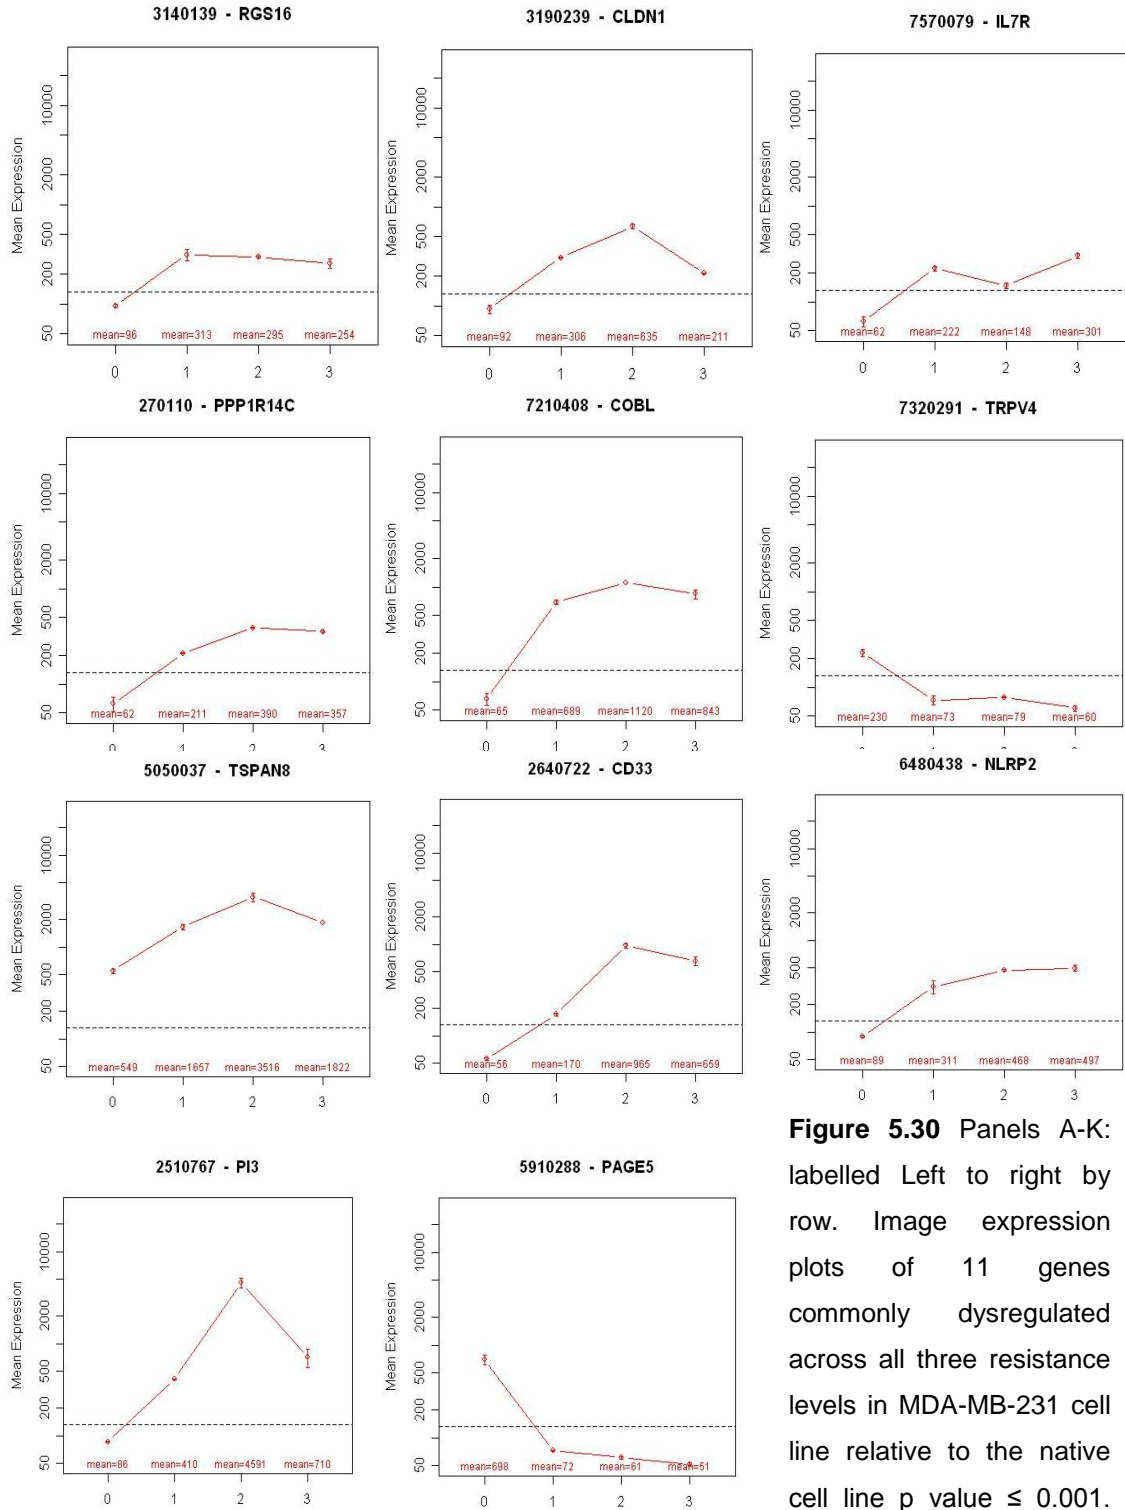 3140139 - RGS16
Mean Expression
50 200 500 2000 10000
mean=96 mean=313 mean=295 mean=254
0 1 2 3
3190239 - CLDN1
Mean Expression
50 200 500 2000 10000
mean=92 mean=306 mean=635 mean=211
0 1 2 3
7570079 - IL7R
Mean Expression
50 200 500 2000 10000
mean=62 mean=222 mean=148 mean=301
0 1 2 3
270110 - PPP1R14C
Mean Expression
50 200 500 2000 10000
mean=62 mean=211 mean=390 mean=357
0 1 2 3
7210408 - COBL
Mean Expression
50 200 500 2000 10000
mean=65 mean=689 mean=1120 mean=843
0 1 2 3
7320291 - TRPV4
Mean Expression
50 200 500 2000 10000
mean=230 mean=73 mean=79 mean=60
5050037 - TSPAN8
Mean Expression
50 200 500 2000 10000
mean=549 mean=1657 mean=3516 mean=1822
0 1 2 3
2640722 - CD33
Mean Expression
50 200 500 2000 10000
mean=56 mean=170 mean=965 mean=659
0 1 2 3
6480438 - NLRP2
Mean Expression
50 200 500 2000 10000
mean=89 mean=311 mean=468 mean=497
0 1 2 3
2510767 - PI3
Mean Expression
50 200 500 2000 10000
mean=86 mean=410 mean=4591 mean=710
0 1 2 3
5910288 - PAGE5
Mean Expression
50 200 500 2000 10000
mean=698 mean=72 mean=61 mean=51
0 1 2 3
Figure 5.30 Panels A-K:
labelled Left to right by
row. Image expression
plots of 11 genes
commonly dysregulated
across all three resistance
levels in MDA-MB-231 cell
line relative to the native
cell line p value ≤ 0.001.